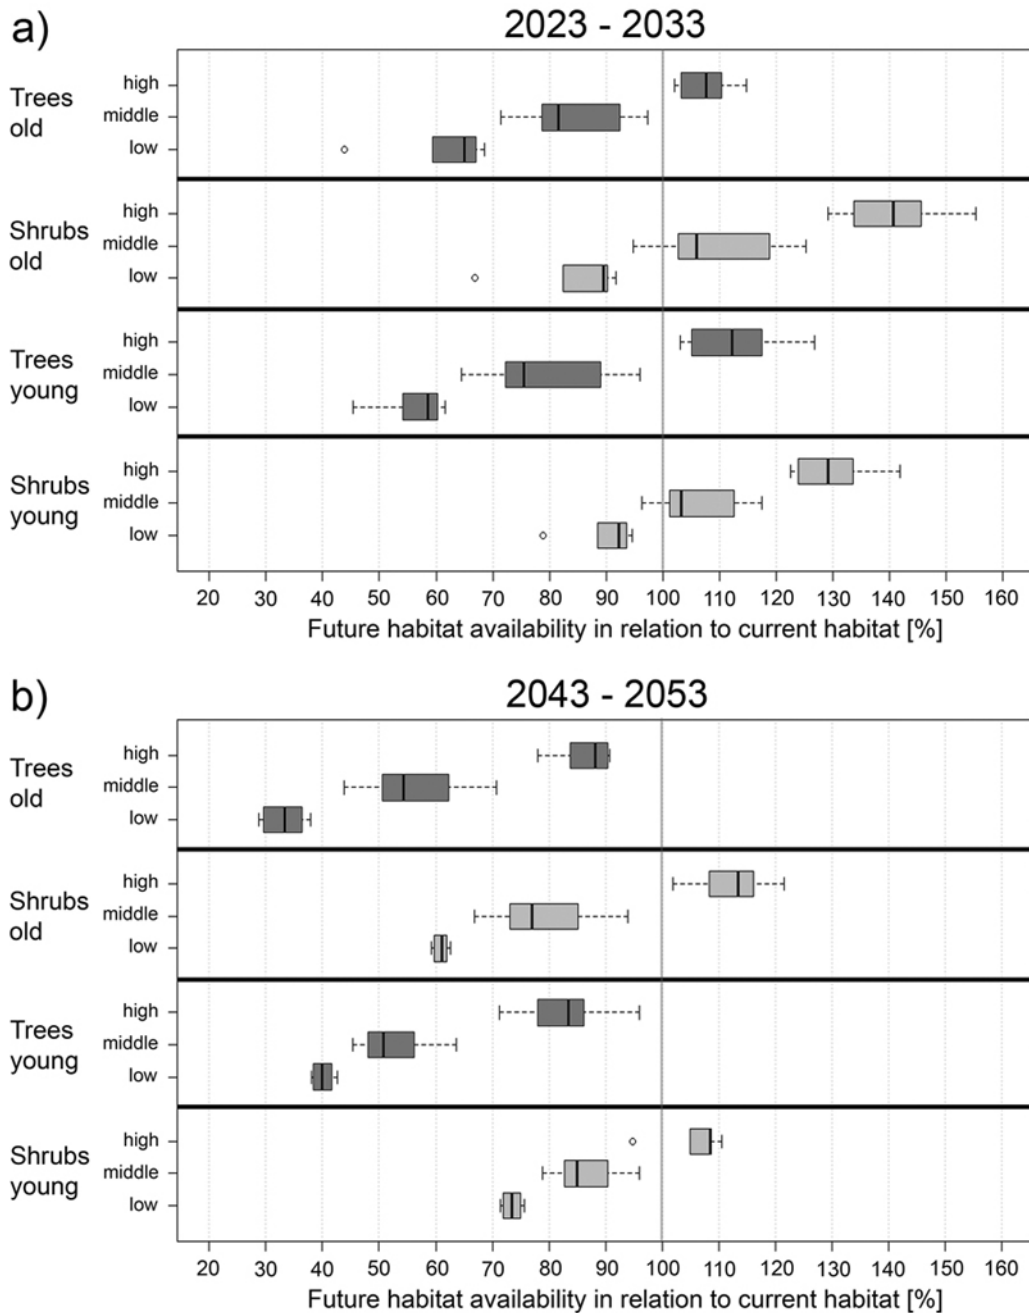 a)
2023 - 2033
Trees
old
high
middle
low
Shrubs
old
high
middle
low
Trees
young
high
middle
low
Shrubs
young
high
middle
low
20 30 40 50 60 70 80 90 100 110 120 130 140 150 160
Future habitat availability in relation to current habitat [%]
b)
2043 - 2053
Trees
old
high
middle
low
Shrubs
old
high
middle
low
Trees
young
high
middle
low
Shrubs
young
high
middle
low
20 30 40 50 60 70 80 90 100 110 120 130 140 150 160
Future habitat availability in relation to current habitat [%]